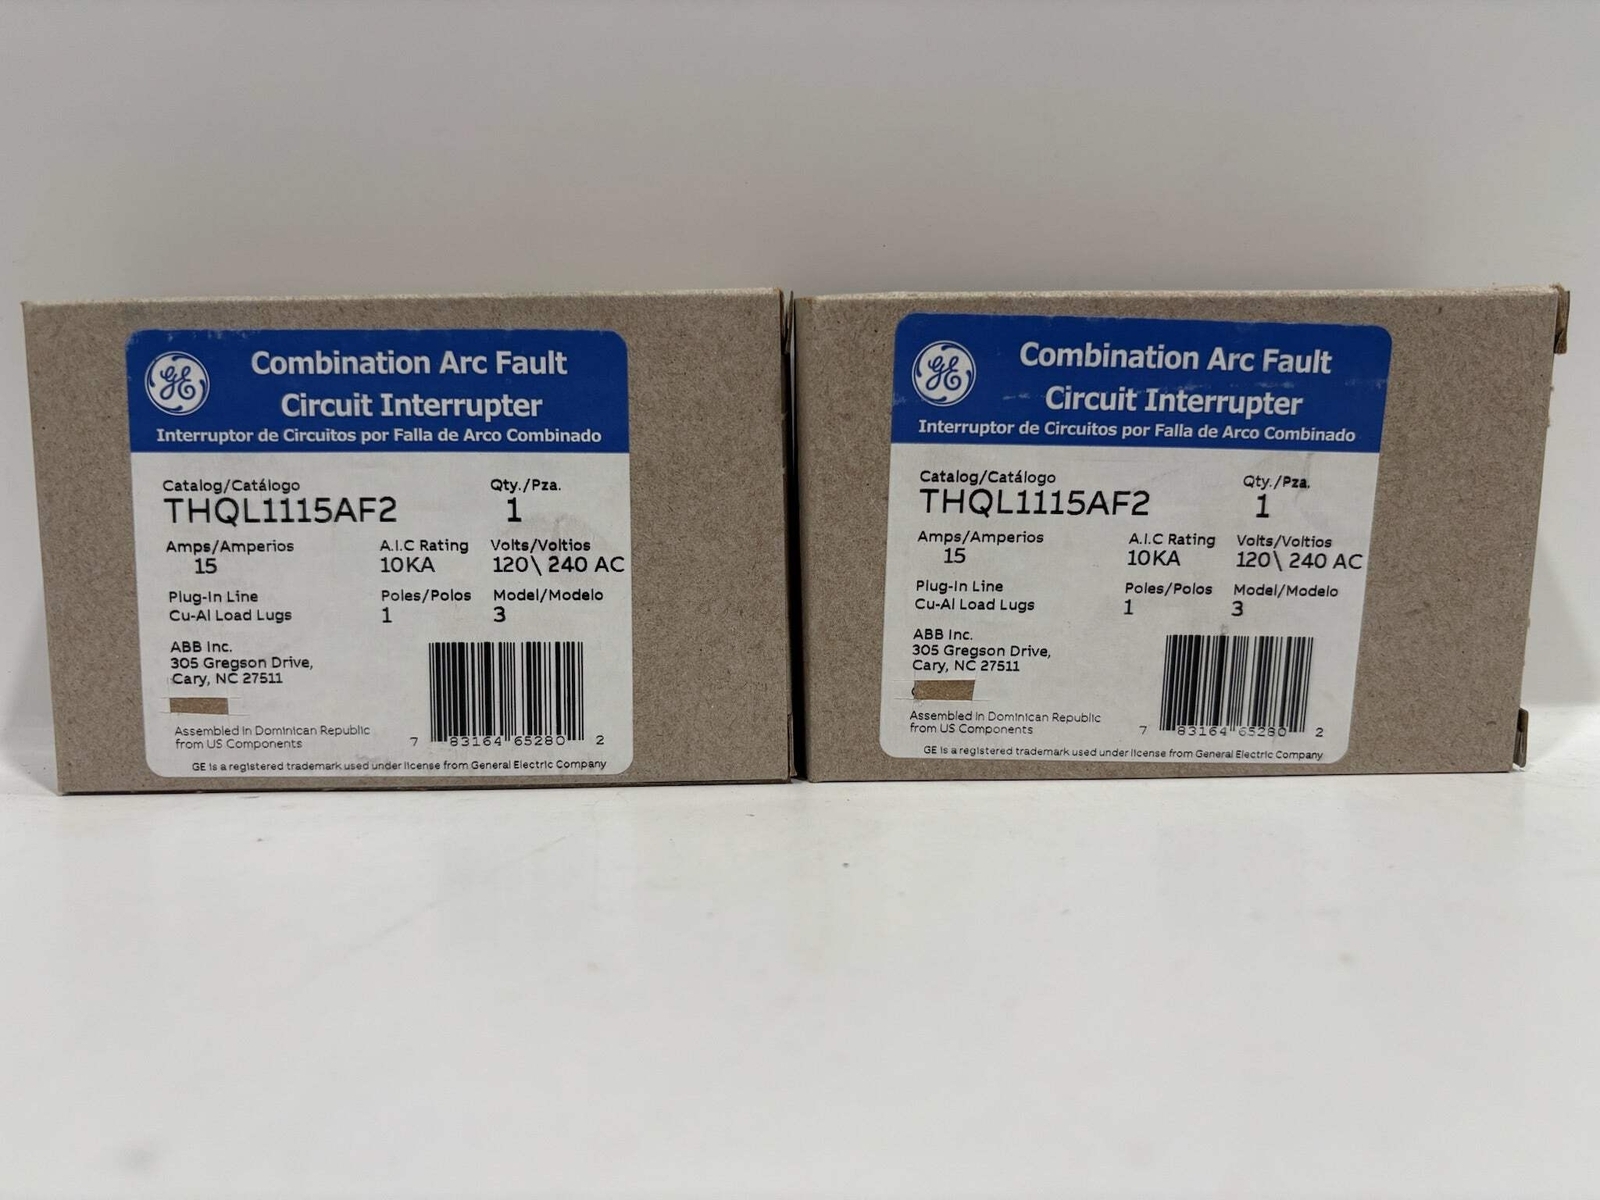 GE
Combination Arc Fault
Circuit Interrupter
Interruptor de Circuitos por Falla de Arco Combinado
Catalog/Catálogo Qty./Pza.
THQL1115AF2 1
Amps/Amperios A.I.C Rating Volts/Voltios
15 10KA 120\ 240 AC
Plug-In Line Poles/Polos Model/Modelo
Cu-Al Load Lugs 1 3
ABB Inc.
305 Gregson Drive,
Cary, NC 27511
Assembled in Dominican Republic
from US Components
7 83164 65280 2
GE is a registered trademark used under license from General Electric Company
GE
Combination Arc Fault
Circuit Interrupter
Interruptor de Circuitos por Falla de Arco Combinado
Catalog/Catálogo Qty./Pza.
THQL1115AF2 1
Amps/Amperios A.I.C Rating Volts/Voltios
15 10KA 120\ 240 AC
Plug-In Line Poles/Polos Model/Modelo
Cu-Al Load Lugs 1 3
ABB Inc.
305 Gregson Drive,
Cary, NC 27511
Assembled in Dominican Republic
from US Components
7 83164 65280 2
GE is a registered trademark used under license from General Electric Company